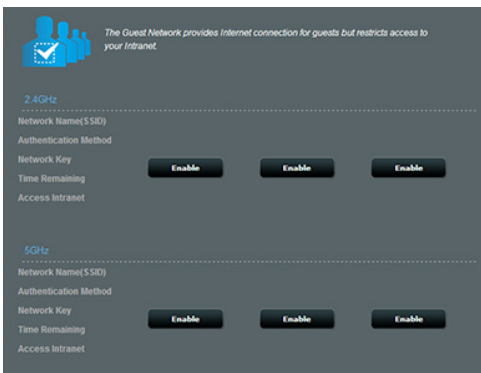 The Guest Network provides Internet connection for guests but restricts access to
your Intranet.
2.4GHz
Network Name(SSID)
Authentication Method
Network Key
Enable Enable Enable
Time Remaining
Access Intranet
5GHz
Network Name(SSID)
Authentication Method
Network Key
Enable Enable Enable
Time Remaining
Access Intranet